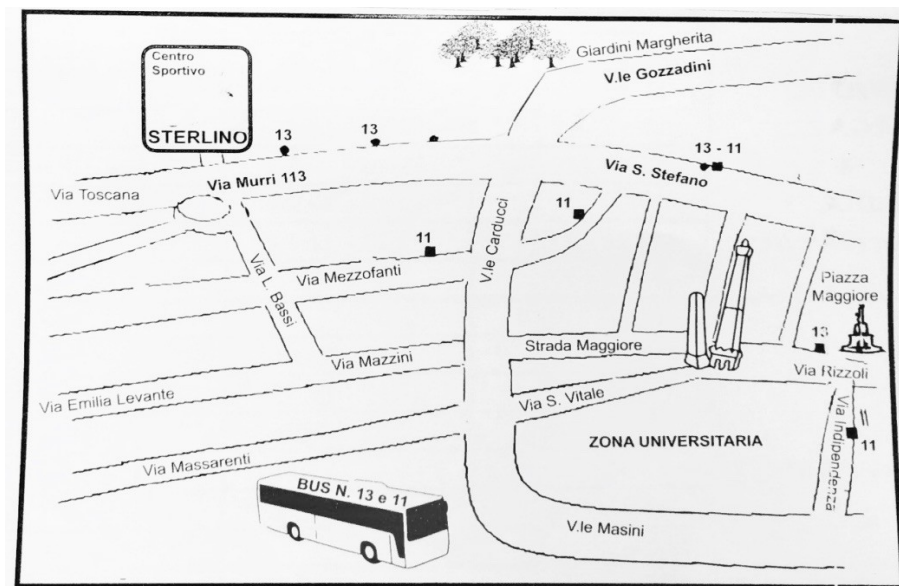 Giardini Margherita
V.le Gozzadini
Centro
Sportivo
STERLINO
13
13
13 - 11
Via Toscana
Via Murri 113
Via S. Stefano
11
11
V.le Carducci
Via Mezzofanti
Via L. Bassi
Piazza
Maggiore
13
Strada Maggiore
Via Mazzini
Via Rizzoli
Via Emilia Levante
Via S. Vitale
Via Indipendenza
11
ZONA UNIVERSITARIA
Via Massarenti
BUS N. 13 e 11
V.le Masini